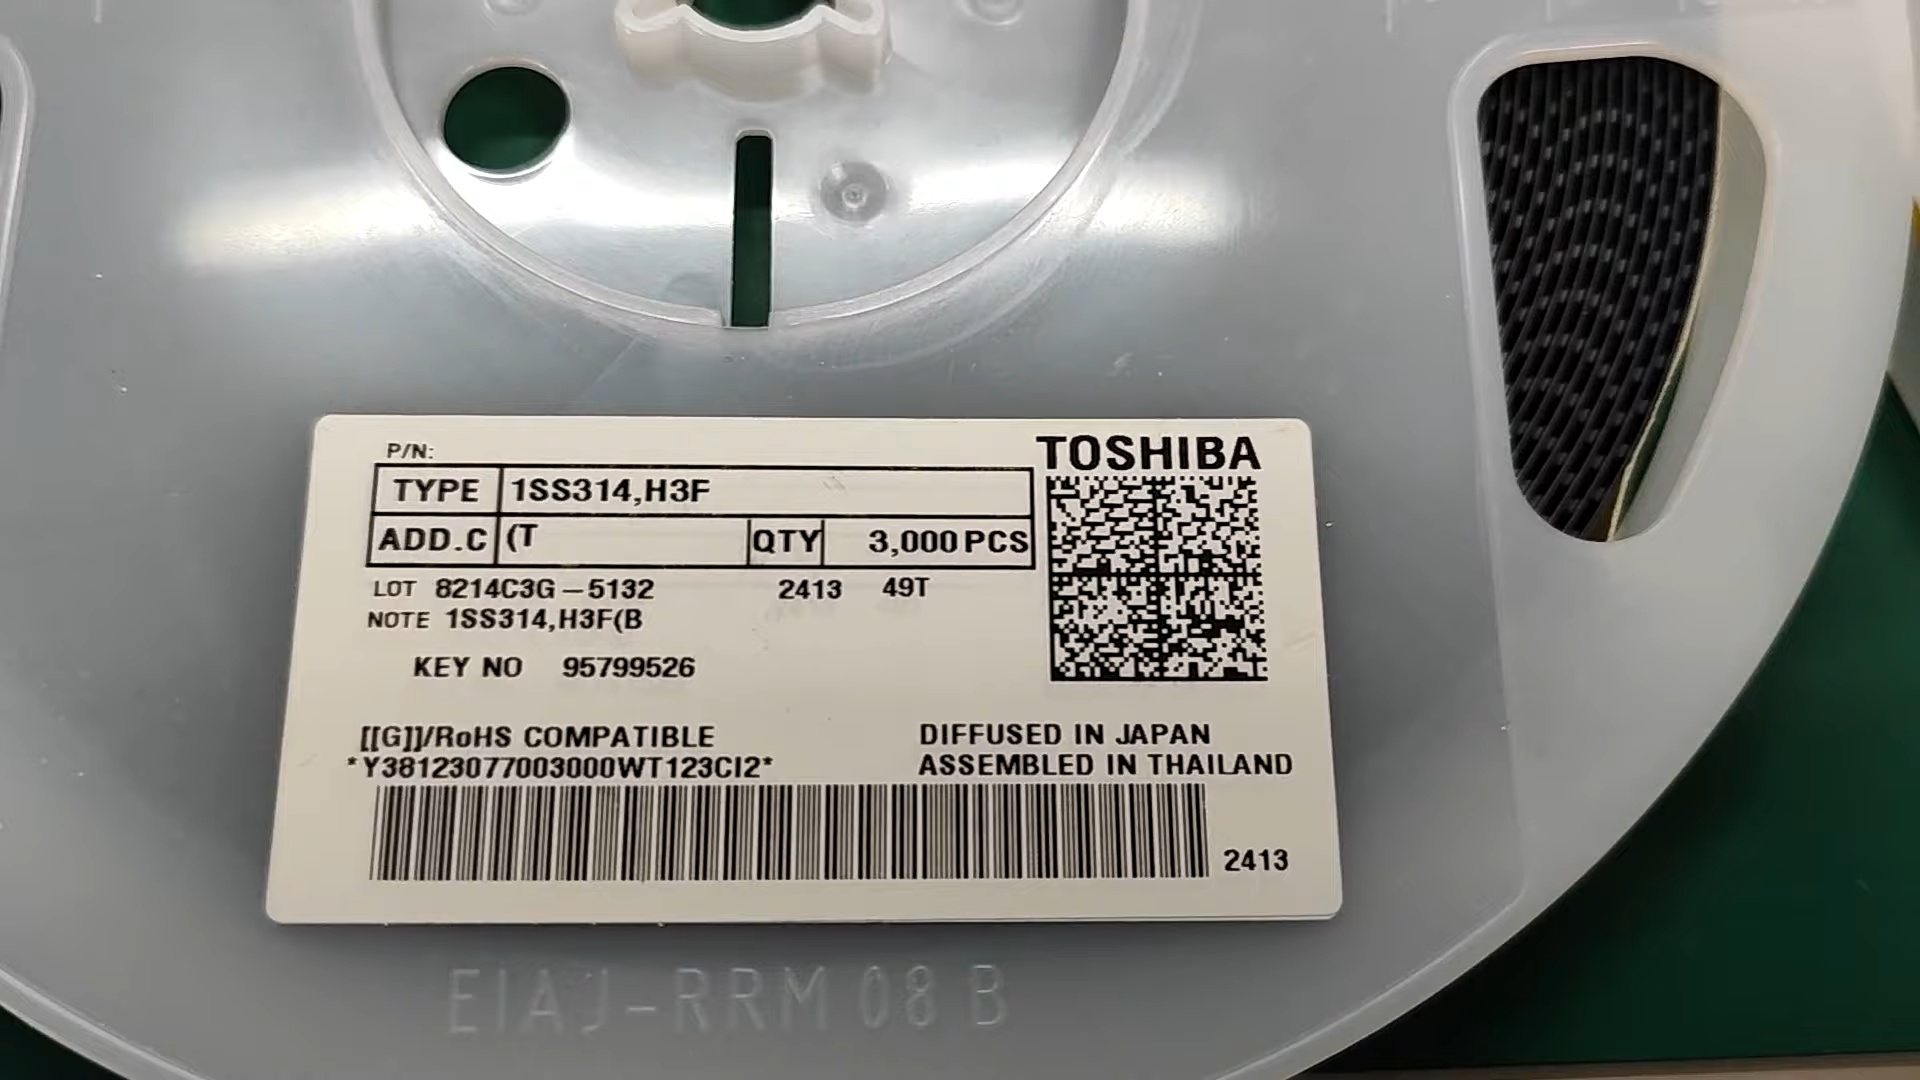 P/N:
TOSHIBA
TYPE 1SS314,H3F
ADD.C (T QTY 3,000 PCS
LOT 8214C3G-5132 2413 49T
NOTE 1SS314,H3F(B
KEY NO 95799526
[[G]]/RoHS COMPATIBLE DIFFUSED IN JAPAN
*Y38123077003000WT123CI2* ASSEMBLED IN THAILAND
2413
EIAJ-RRM 08 B